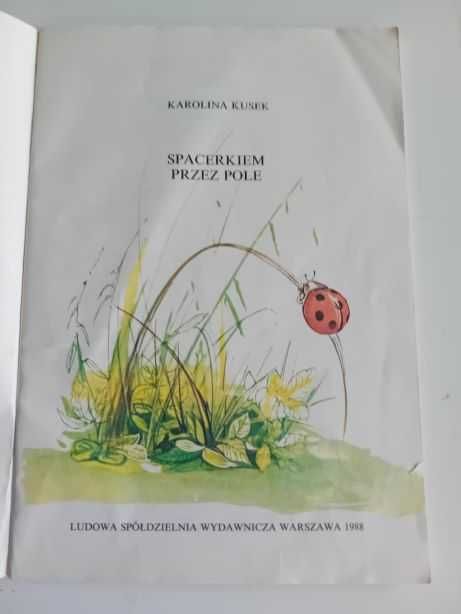 KAROLINA KUSEK
SPACERKIEM
PRZEZ POLE
LUDOWA SPÓŁDZIELNIA WYDAWNICZA WARSZAWA 1988